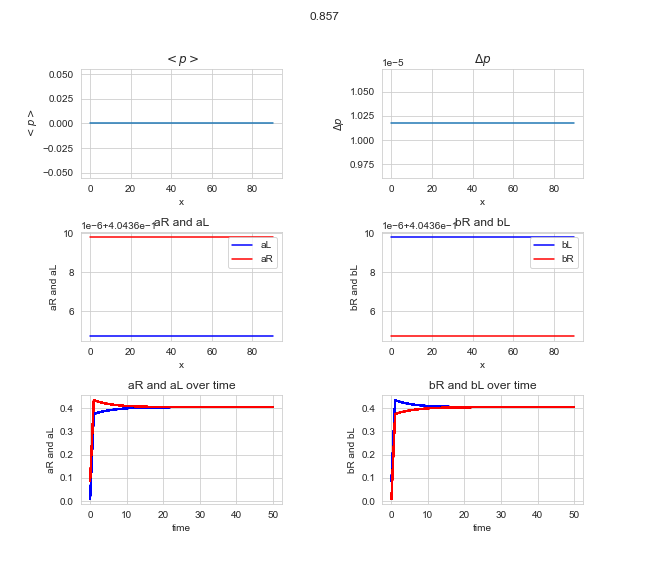 0.857
< p >
0.050
0.025
0.000
−0.025
−0.050
< p >
0 20 40 60 80
x
Δp
1e−5
1.050
1.025
1.000
0.975
Δp
0 20 40 60 80
x
aR and aL
1e−6+4.0436e−1
10
8
6
aR and aL
aL
aR
0 20 40 60 80
x
bR and bL
1e−6+4.0436e−1
10
8
6
bR and bL
bL
bR
0 20 40 60 80
x
aR and aL over time
0.4
0.3
0.2
0.1
0.0
aR and aL
0 10 20 30 40 50
time
bR and bL over time
0.4
0.3
0.2
0.1
0.0
bR and bL
0 10 20 30 40 50
time